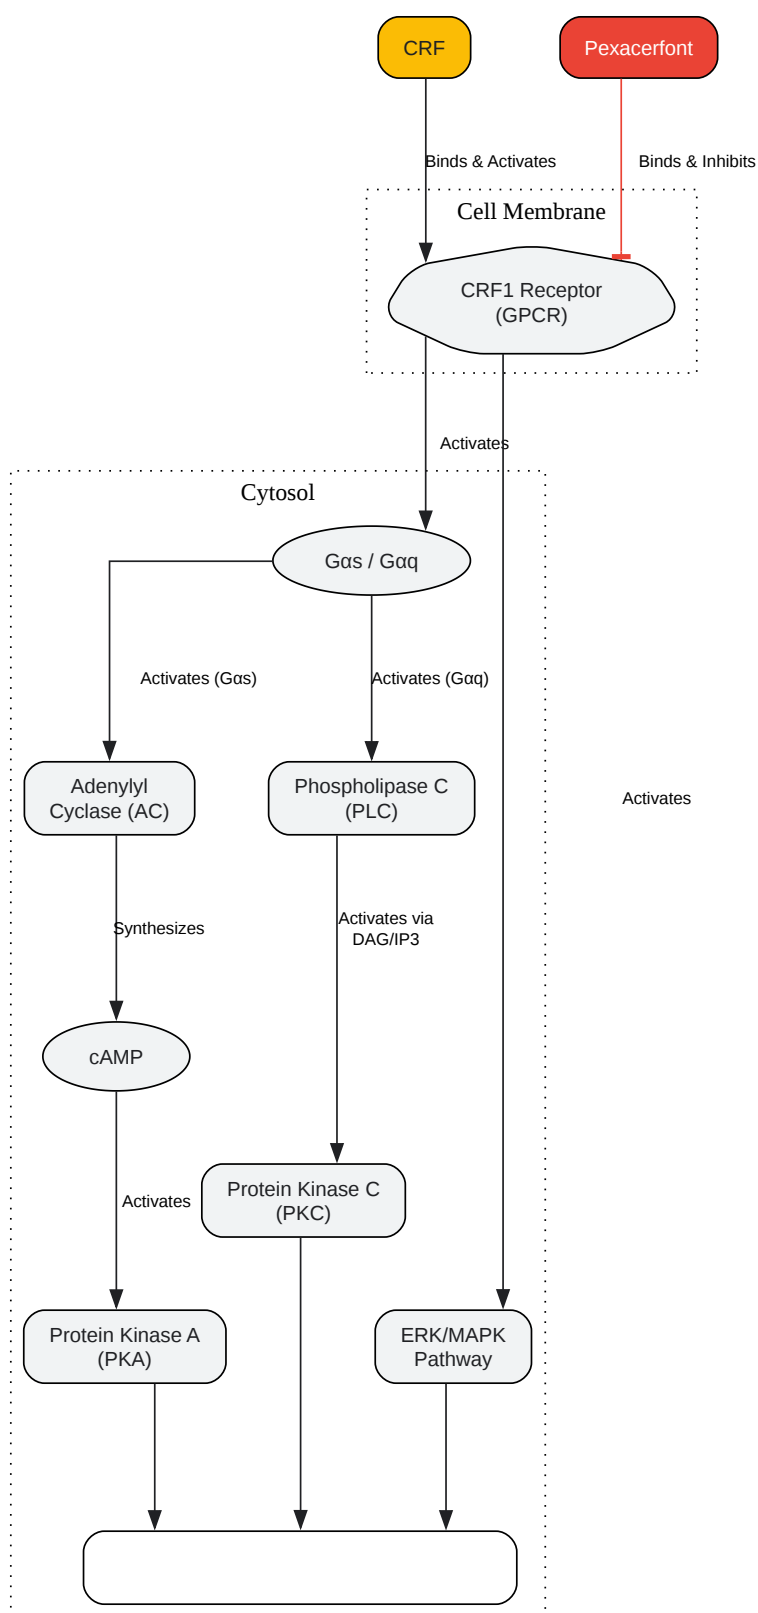 CRF
Pexacerfont
Binds & Activates
Binds & Inhibits
Cell Membrane
CRF1 Receptor
(GPCR)
Activates
Cytosol
Gαs / Gαq
Activates (Gαs)
Activates (Gαq)
Adenylyl
Cyclase (AC)
Phospholipase C
(PLC)
Activates
Synthesizes
Activates via
DAG/IP3
cAMP
Activates
Protein Kinase C
(PKC)
Protein Kinase A
(PKA)
ERK/MAPK
Pathway